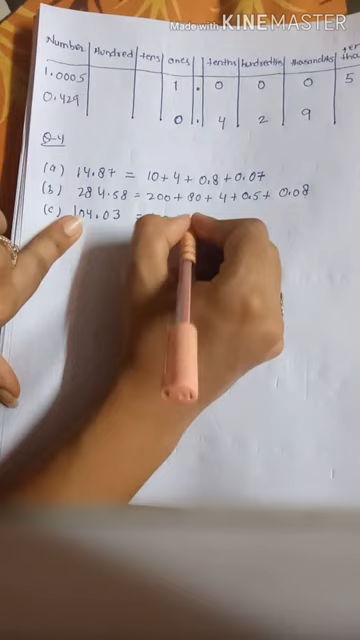 Made with KINEMASTER
Number Hundred tens ones . tenths hundredths thousandths ten tho
1.0005 1 . 0 0 0 5
0.429 0 . 4 2 9
Q-4
(a) 14.87 = 10+4+0.8+0.07
(b) 284.58 = 200+80+4+0.5+0.08
(c) 104.03 =